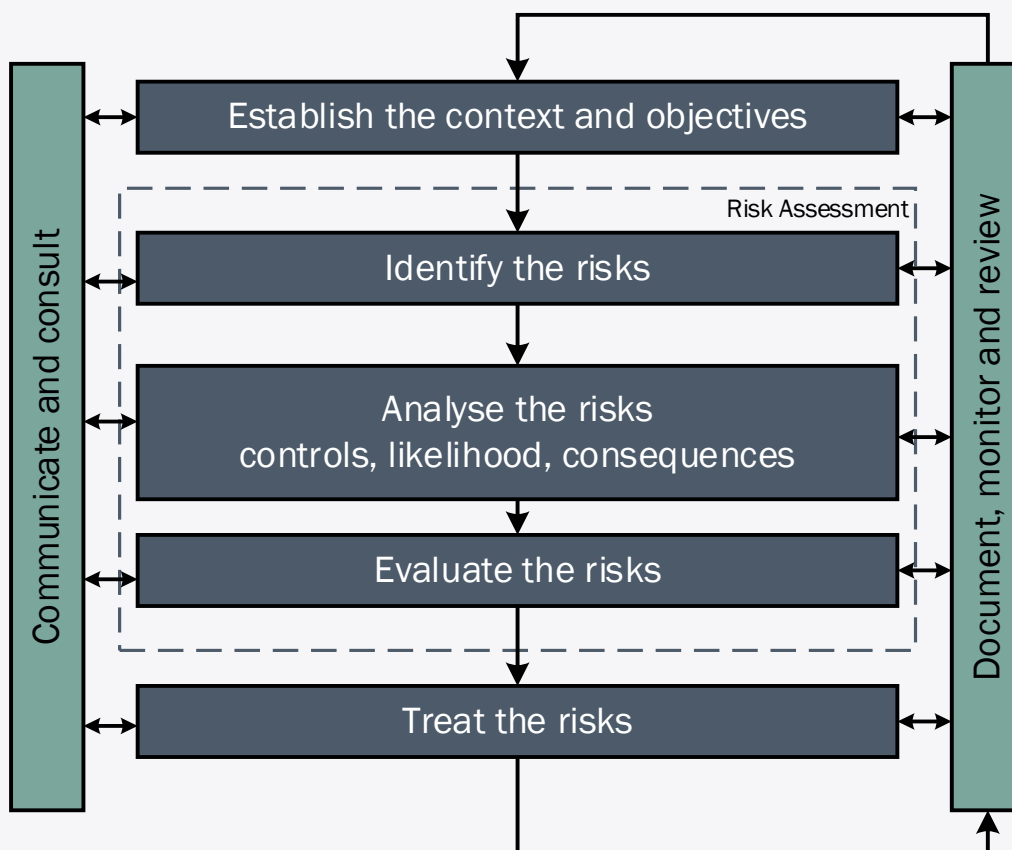 Establish the context and objectives
Risk Assessment
Identify the risks
Analyse the risks
controls, likelihood, consequences
Evaluate the risks
Treat the risks
Communicate and consult
Document, monitor and review